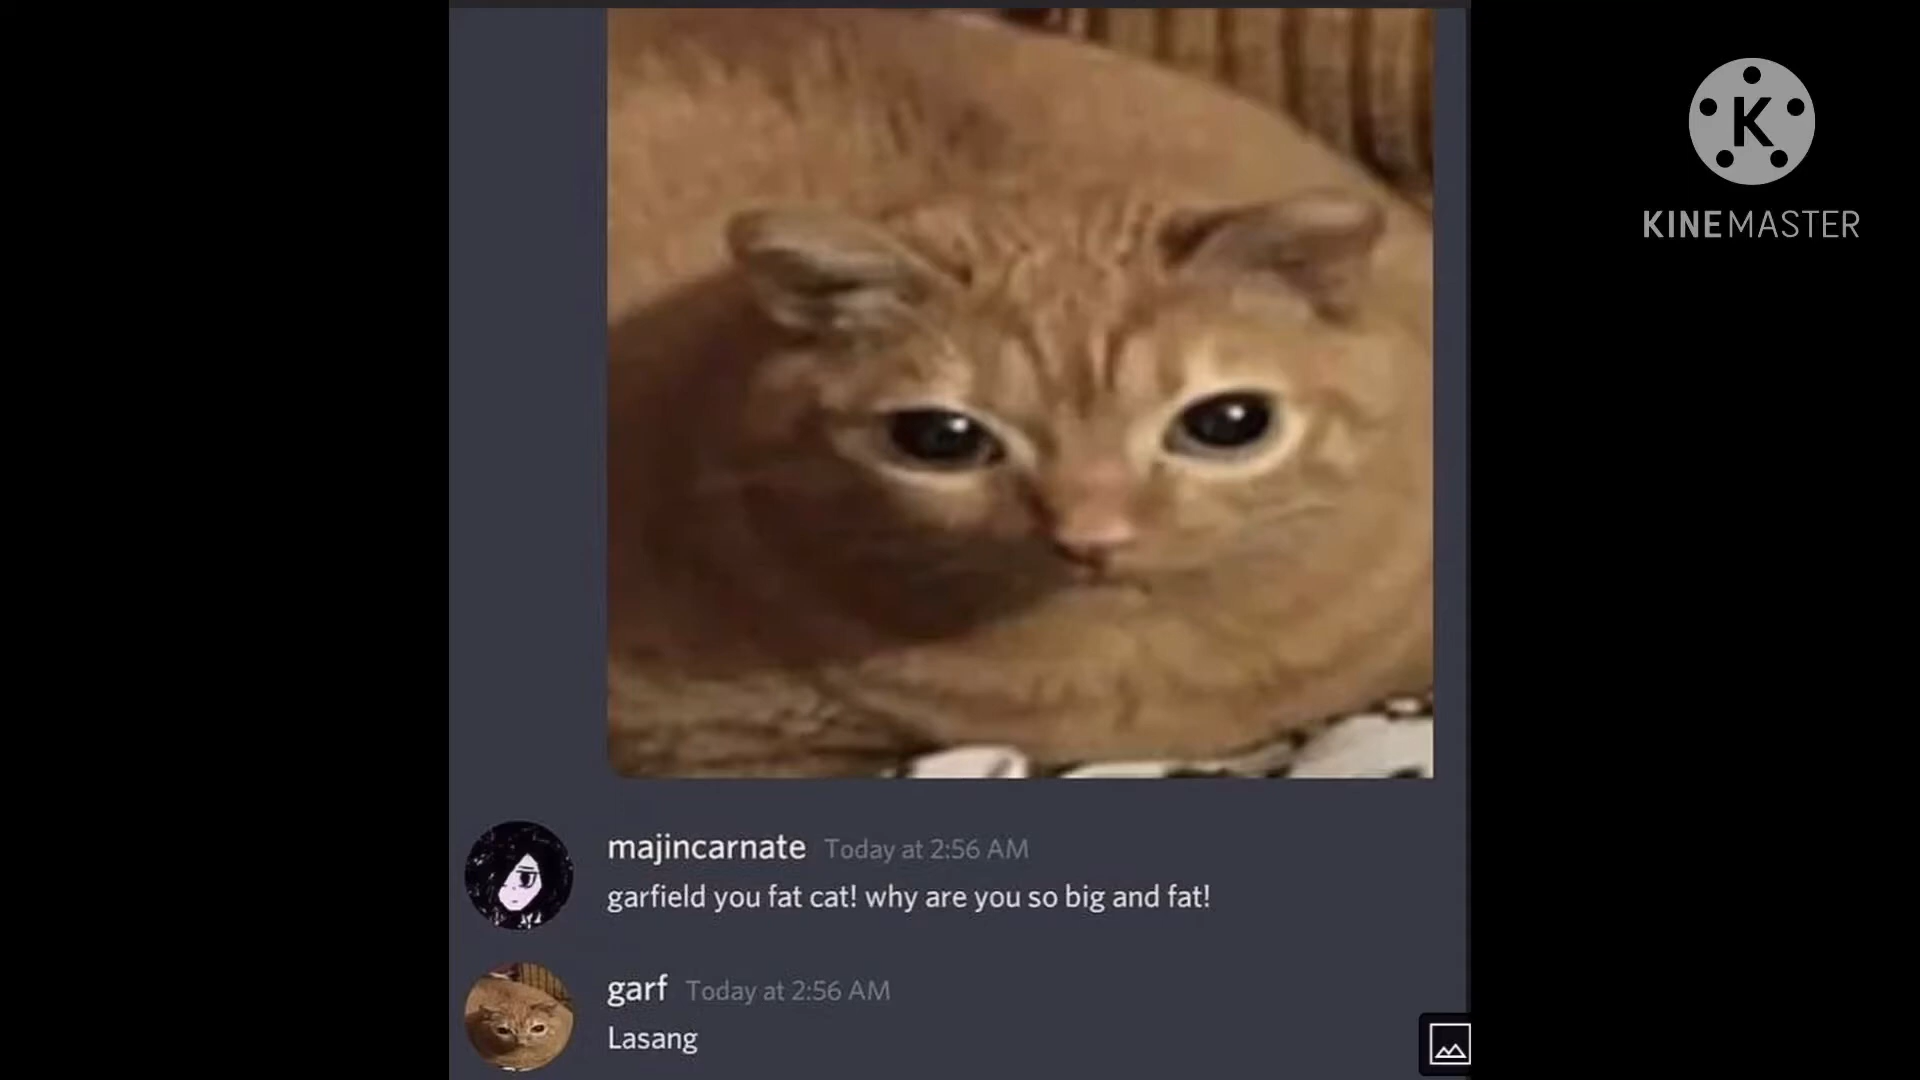 K
KINEMASTER
majincarnate Today at 2:56 AM
garfield you fat cat! why are you so big and fat!
garf Today at 2:56 AM
Lasang